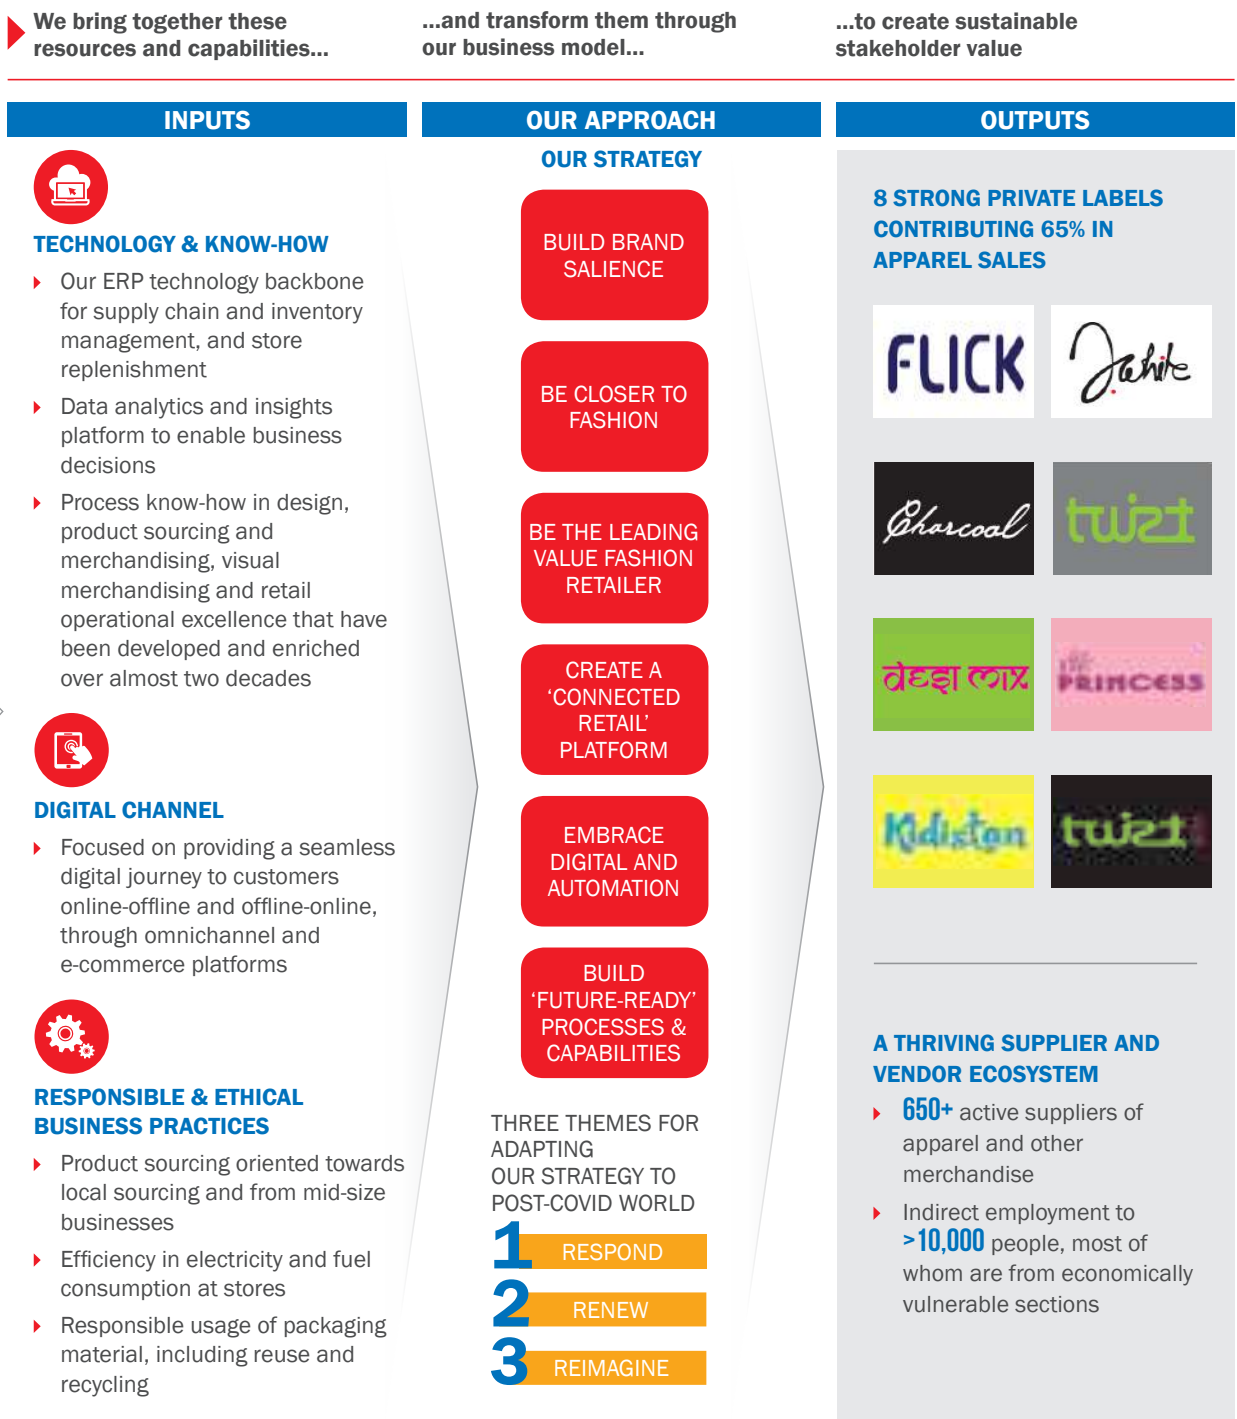 We bring together these
resources and capabilities...
...and transform them through
our business model...
...to create sustainable
stakeholder value
INPUTS
TECHNOLOGY & KNOW-HOW
Our ERP technology backbone
for supply chain and inventory
management, and store
replenishment
Data analytics and insights
platform to enable business
decisions
Process know-how in design,
product sourcing and
merchandising, visual
merchandising and retail
operational excellence that have
been developed and enriched
over almost two decades
DIGITAL CHANNEL
Focused on providing a seamless
digital journey to customers
online-offline and offline-online,
through omnichannel and
e-commerce platforms
RESPONSIBLE & ETHICAL
BUSINESS PRACTICES
Product sourcing oriented towards
local sourcing and from mid-size
businesses
Efficiency in electricity and fuel
consumption at stores
Responsible usage of packaging
material, including reuse and
recycling
OUR APPROACH
OUR STRATEGY
BUILD BRAND
SALIENCE
BE CLOSER TO
FASHION
BE THE LEADING
VALUE FASHION
RETAILER
CREATE A
‘CONNECTED
RETAIL’
PLATFORM
EMBRACE
DIGITAL AND
AUTOMATION
BUILD
‘FUTURE-READY’
PROCESSES &
CAPABILITIES
THREE THEMES FOR
ADAPTING
OUR STRATEGY TO
POST-COVID WORLD
1 RESPOND
2 RENEW
3 REIMAGINE
OUTPUTS
8 STRONG PRIVATE LABELS
CONTRIBUTING 65% IN
APPAREL SALES
FLICK
Charcoal
twizt
desi mix
PRINCESS
Kidistan
twizt
A THRIVING SUPPLIER AND
VENDOR ECOSYSTEM
650+ active suppliers of
apparel and other
merchandise
Indirect employment to
>10,000 people, most of
whom are from economically
vulnerable sections